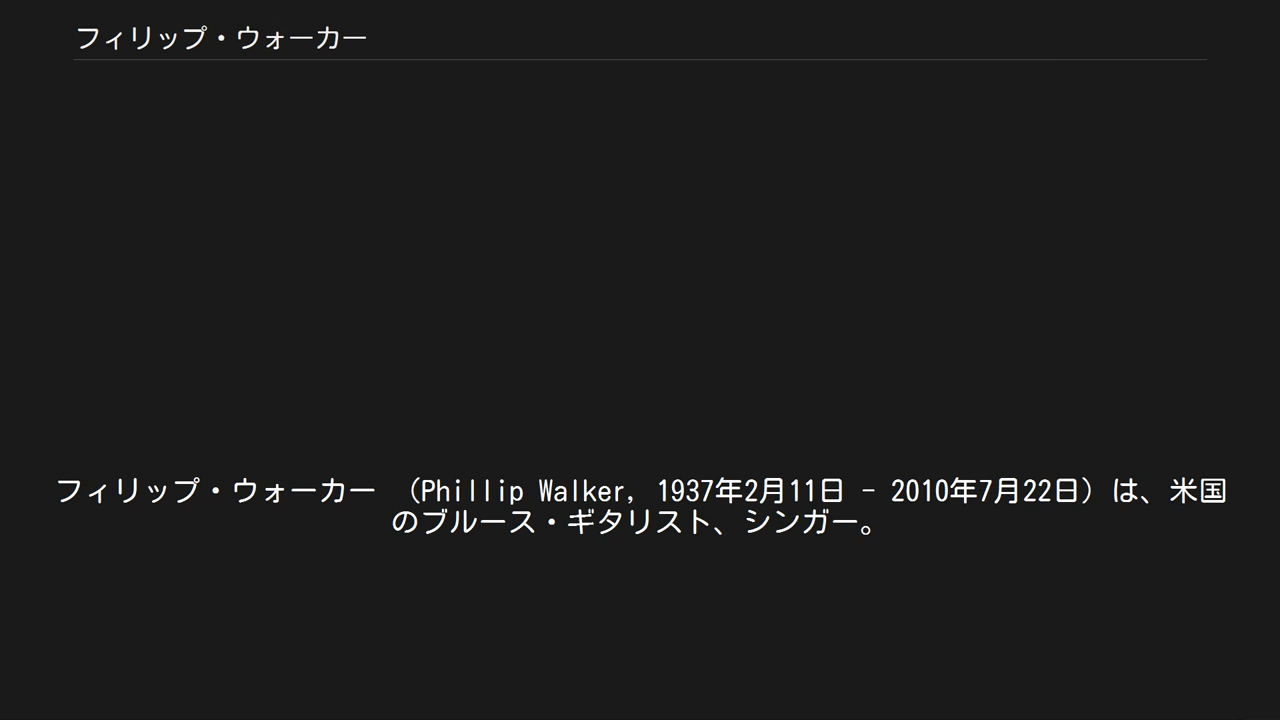 フィリップ・ウォーカー
フィリップ・ウォーカー （Phillip Walker, 1937年2月11日 - 2010年7月22日）は、米国
のブルース・ギタリスト、シンガー。